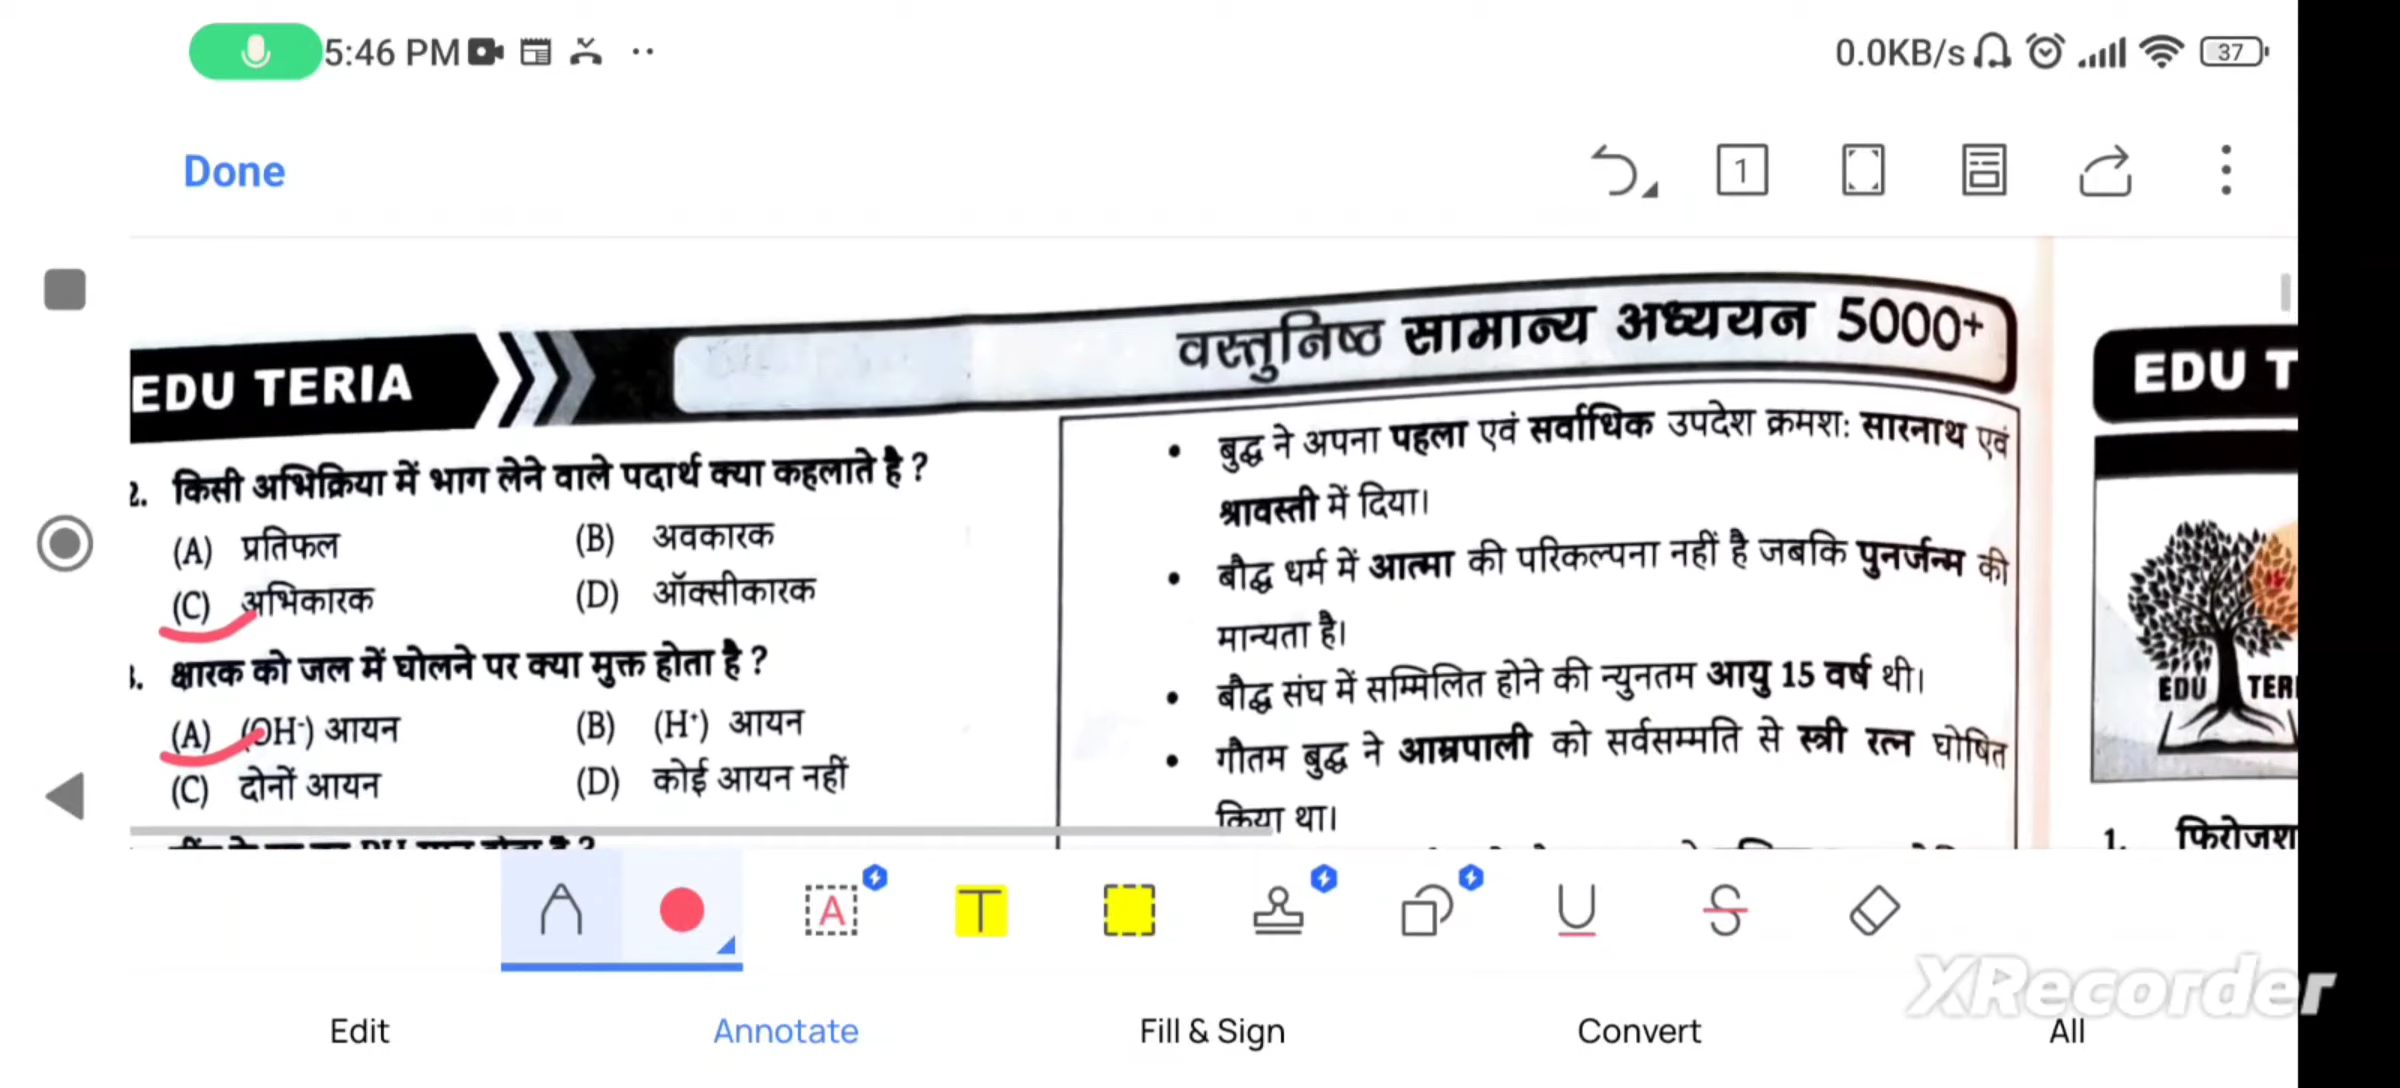 5:46 PM
0.0KB/s
37
Done
1
वस्तुनिष्ठ सामान्य अध्ययन 5000+
EDU TERIA
2. किसी अभिक्रिया में भाग लेने वाले पदार्थ क्या कहलाते है ?
(A) प्रतिफल (B) अवकारक
(C) अभिकारक (D) ऑक्सीकारक
क्षारक को जल में घोलने पर क्या मुक्त होता है ?
(A) (OH-) आयन (B) (H+) आयन
(C) दोनों आयन (D) कोई आयन नहीं
• बुद्ध ने अपना पहला एवं सर्वाधिक उपदेश क्रमशः सारनाथ एवं
श्रावस्ती में दिया।
• बौद्ध धर्म में आत्मा की परिकल्पना नहीं है जबकि पुनर्जन्म की
मान्यता है।
• बौद्ध संघ में सम्मिलित होने की न्युनतम आयु 15 वर्ष थी।
• गौतम बुद्ध ने आम्रपाली को सर्वसम्मति से स्त्री रत्न घोषित
किया था।
EDU T
EDU TERI
1. फिरोजश
A
T
U
S
XRecorder
Edit
Annotate
Fill & Sign
Convert
All